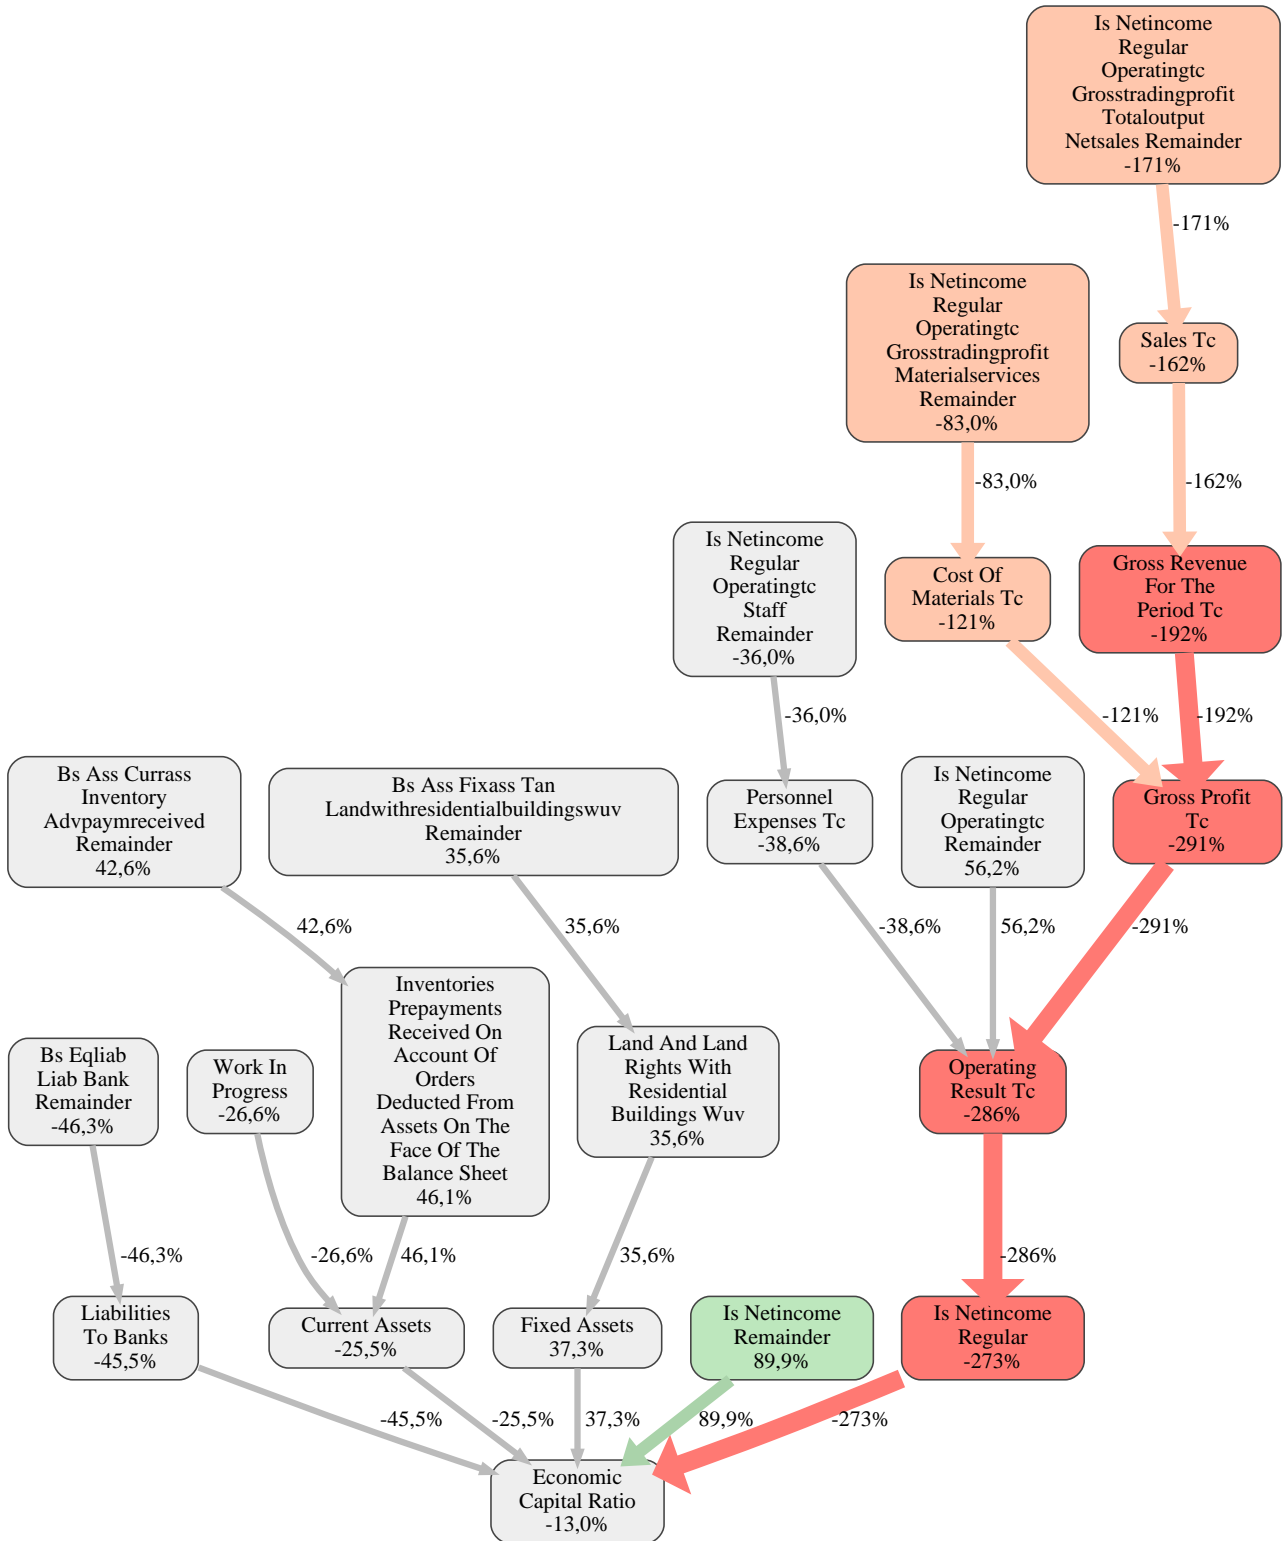 Is Netincome
Regular
Operatingtc
Grosstradingprofit
Totaloutput
Netsales Remainder
-171%
-171%
Is Netincome
Regular
Operatingtc
Grosstradingprofit
Materialservices
Remainder
-83,0%
Sales Tc
-162%
-83,0%
-162%
Is Netincome
Regular
Operatingtc
Staff
Remainder
-36,0%
Cost Of
Materials Tc
-121%
Gross Revenue
For The
Period Tc
-192%
-36,0%
-121%
-192%
Bs Ass Currass
Inventory
Advpaymreceived
Remainder
42,6%
Bs Ass Fixass Tan
Landwithresidentialbuildingswuv
Remainder
35,6%
Personnel
Expenses Tc
-38,6%
Is Netincome
Regular
Operatingtc
Remainder
56,2%
Gross Profit
Tc
-291%
42,6%
35,6%
-38,6%
56,2%
-291%
Bs Eqliab
Liab Bank
Remainder
-46,3%
Work In
Progress
-26,6%
Inventories
Prepayments
Received On
Account Of
Orders
Deducted From
Assets On The
Face Of The
Balance Sheet
46,1%
Land And Land
Rights With
Residential
Buildings Wuv
35,6%
Operating
Result Tc
-286%
-46,3%
-26,6%
46,1%
35,6%
-286%
Liabilities
To Banks
-45,5%
Current Assets
-25,5%
Fixed Assets
37,3%
Is Netincome
Remainder
89,9%
Is Netincome
Regular
-273%
-45,5%
-25,5%
37,3%
89,9%
-273%
Economic
Capital Ratio
-13,0%